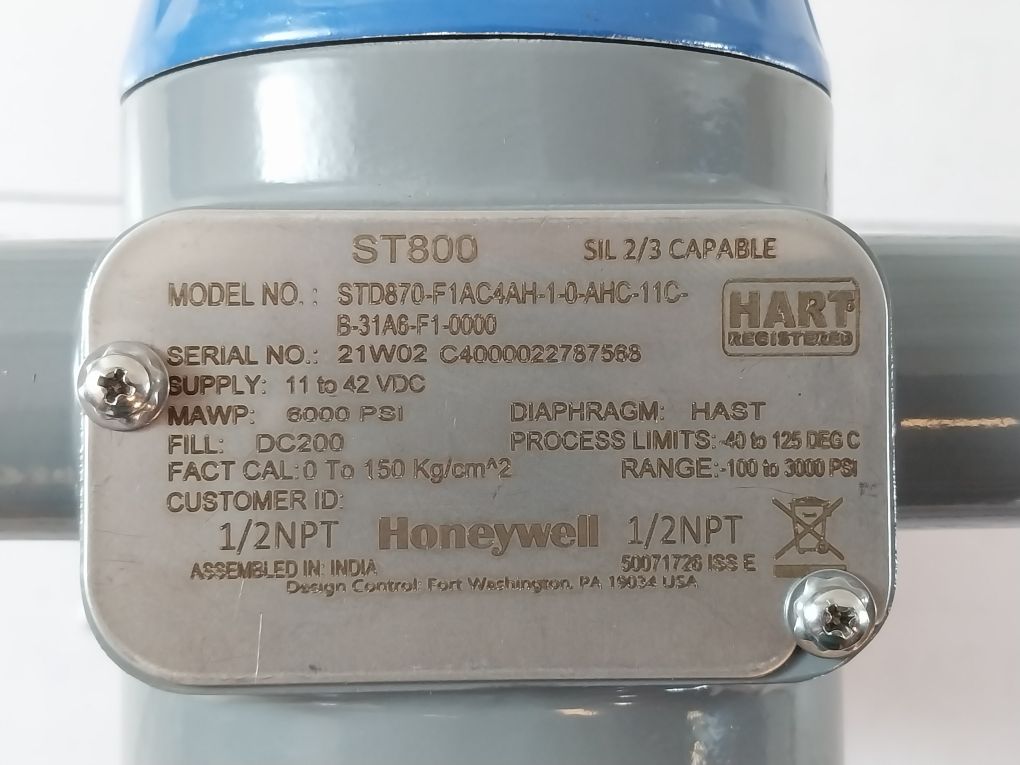 ST800 SIL 2/3 CAPABLE
MODEL NO. : STD870-F1AC4AH-1-0-AHC-11C-
B-31A6-F1-0000
HART
REGISTERED
SERIAL NO.: 21W02 C4000022787568
SUPPLY: 11 to 42 VDC
MAWP: 6000 PSI DIAPHRAGM: HAST
FILL: DC200 PROCESS LIMITS: -40 to 125 DEG C
FACT CAL:0 To 150 Kg/cm^2 RANGE:-100 to 3000 PSI
CUSTOMER ID:
1/2NPT Honeywell 1/2NPT
ASSEMBLED IN: INDIA 50071726 ISS E
Design Control: Fort Washington, PA 19034 USA